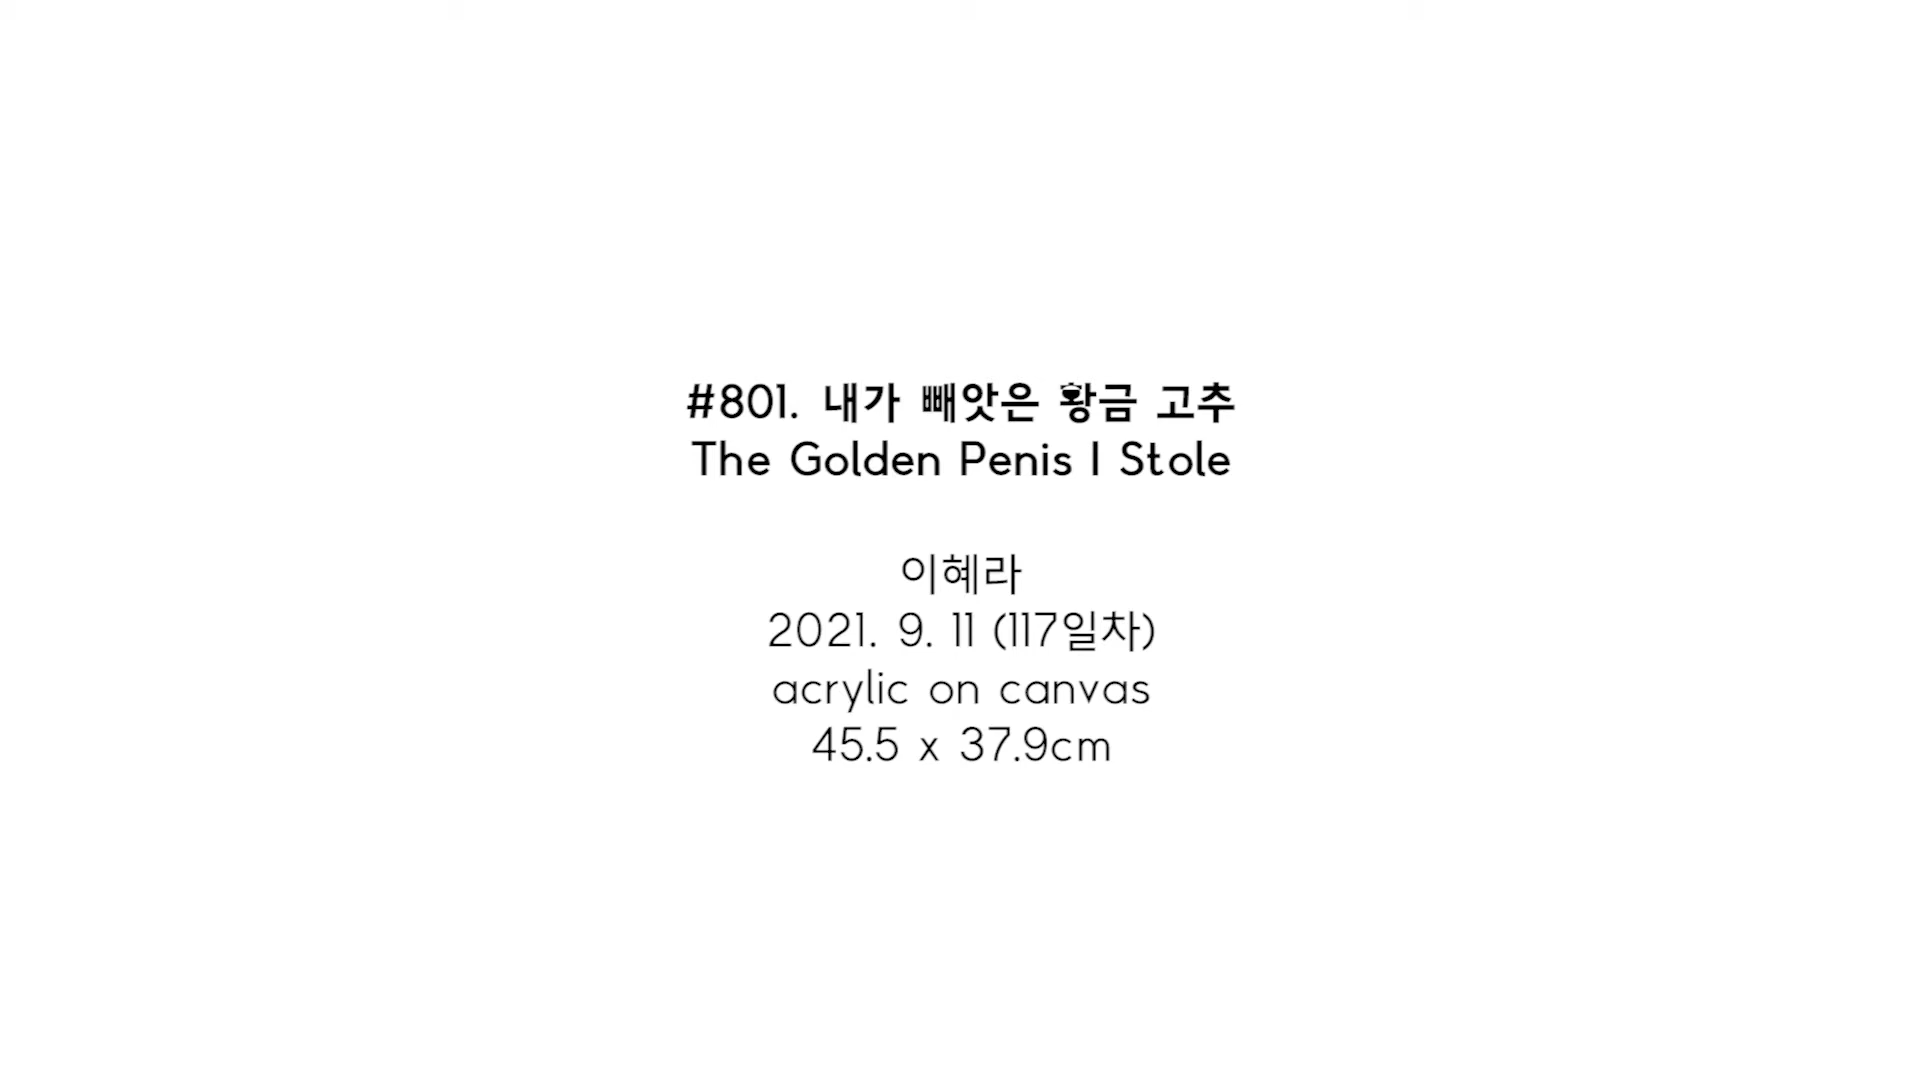 #801. 내가 빼앗은 황금 고추
The Golden Penis I Stole
이혜라
2021. 9. 11 (117일차)
acrylic on canvas
45.5 x 37.9cm